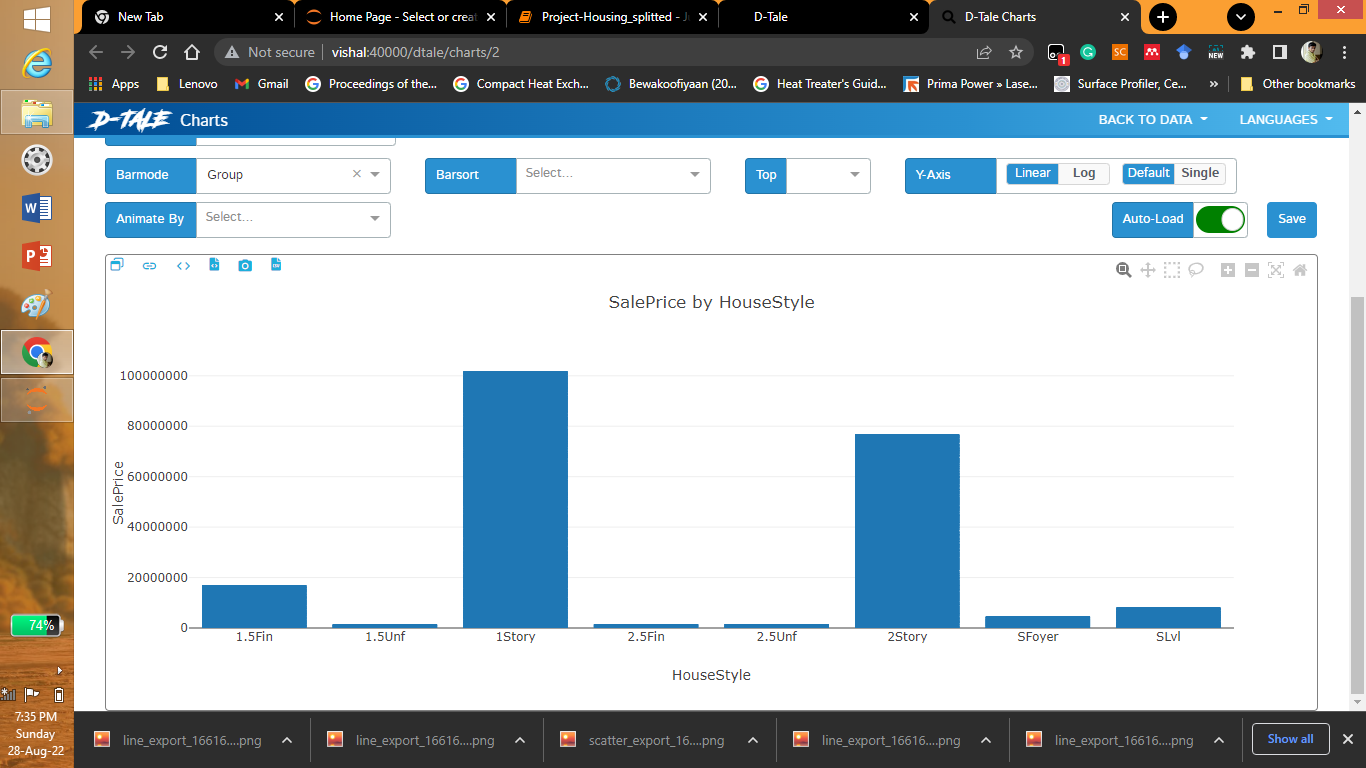 New Tab
Home Page - Select or creat
Project-Housing_splitted - J
D-Tale
D-Tale Charts
Not secure | vishal:40000/dtale/charts/2
1
SC
NEW
Apps
Lenovo
Gmail
Proceedings of the...
Compact Heat Exch...
Bewakoofiyaan (20...
Heat Treater's Guid...
Prima Power » Lase...
Surface Profiler, Ce...
»
Other bookmarks
D-TALE Charts
BACK TO DATA
LANGUAGES
Barmode Group
Barsort Select...
Top
Y-Axis Linear Log Default Single
Animate By Select...
Auto-Load
Save
SalePrice by HouseStyle
100000000
80000000
60000000
40000000
20000000
0
SalePrice
1.5Fin 1.5Unf 1Story 2.5Fin 2.5Unf 2Story SFoyer SLvl
HouseStyle
74%
7:35 PM
Sunday
28-Aug-22
line_export_16616....png
line_export_16616....png
scatter_export_16....png
line_export_16616....png
line_export_16616....png
Show all